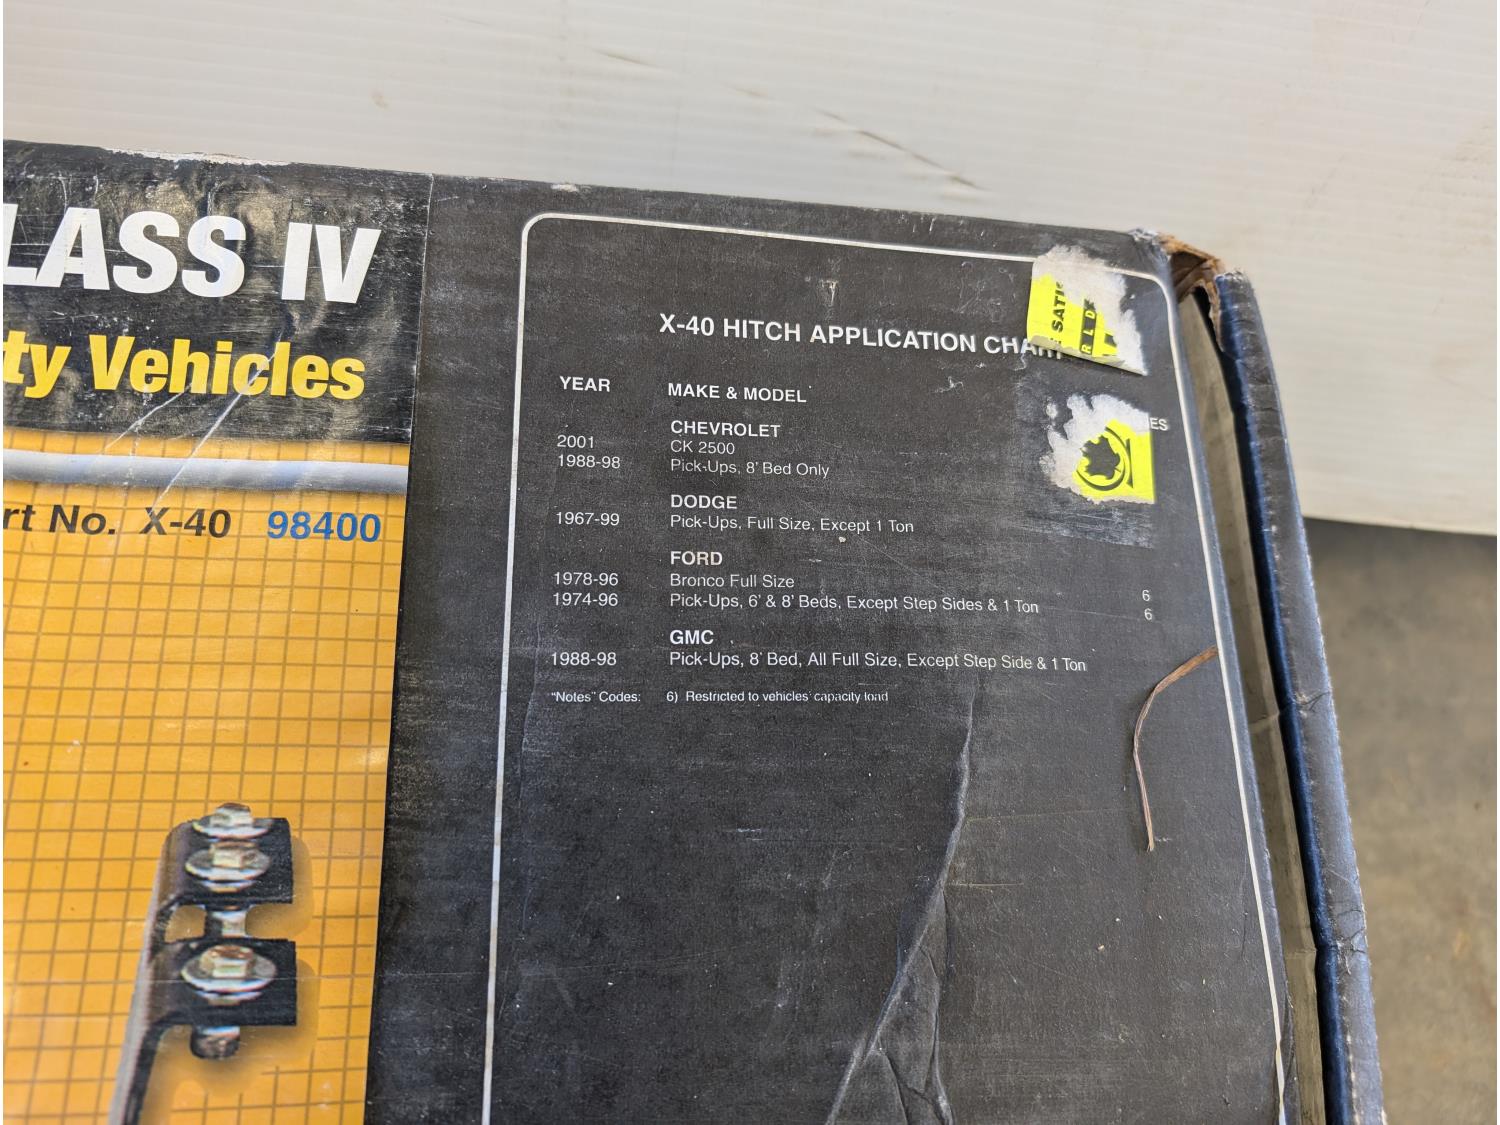 LASS IV
ty Vehicles
rt No. X-40 98400
X-40 HITCH APPLICATION CHART
YEAR MAKE & MODEL
ES
CHEVROLET
2001 CK 2500
1988-98 Pick-Ups, 8' Bed Only
DODGE
1967-99 Pick-Ups, Full Size, Except 1 Ton
FORD
1978-96 Bronco Full Size 6
1974-96 Pick-Ups, 6' & 8' Beds, Except Step Sides & 1 Ton 6
GMC
1988-98 Pick-Ups, 8' Bed, All Full Size, Except Step Side & 1 Ton
"Notes" Codes: 6) Restricted to vehicles' capacity load
SATI
R L D